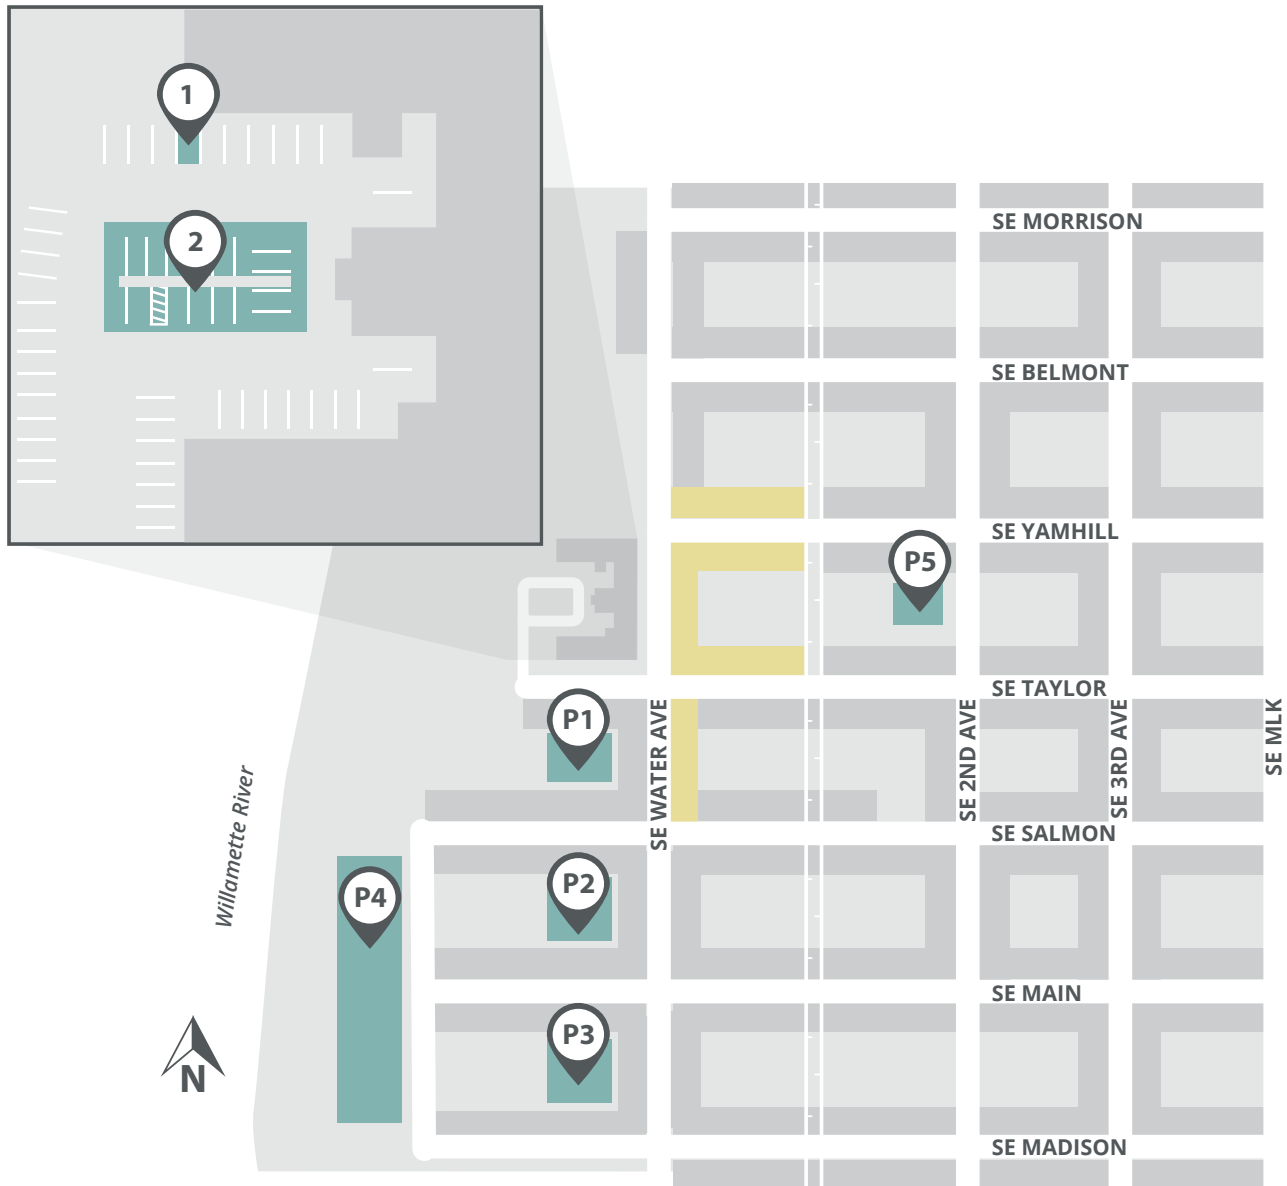 1
2
SE MORRISON
SE BELMONT
SE YAMHILL
P5
SE TAYLOR
P1
SE WATER AVE
SE 2ND AVE
SE 3RD AVE
SE MLK
Willamette River
SE SALMON
P4
P2
SE MAIN
P3
N
SE MADISON